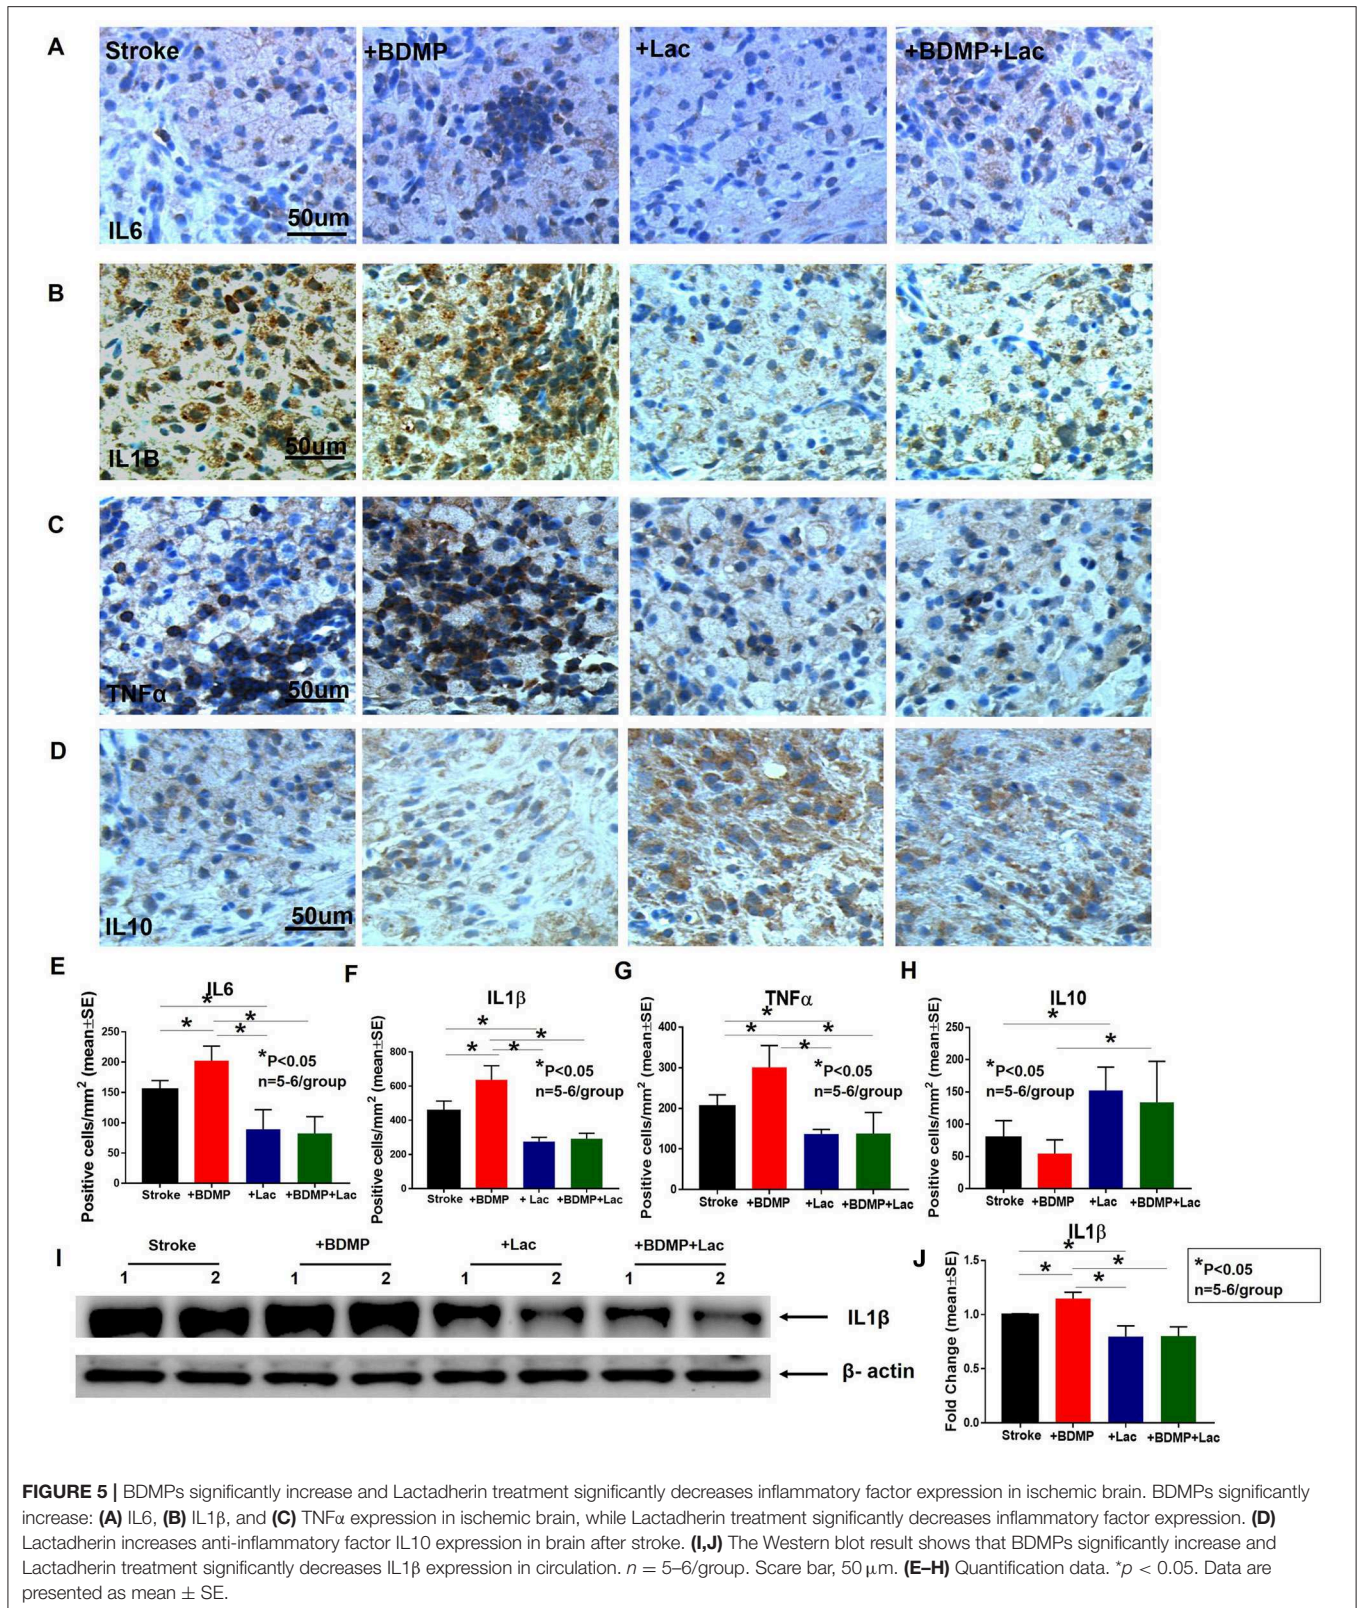 A
Stroke
+BDMP
+Lac
+BDMP+Lac
IL6
50um
B
IL1B
50um
C
TNFα
50um
D
IL10
50um
E
IL6
Positive cells/mm² (mean±SE)
250
200
150
100
50
0
*
*
*
*
*P<0.05
n=5-6/group
Stroke
+BDMP
+Lac
+BDMP+Lac
F
IL1β
Positive cells/mm² (mean±SE)
800
600
400
200
0
*
*
*
*
*P<0.05
n=5-6/group
Stroke
+BDMP
+ Lac
+BDMP+Lac
G
TNFα
Positive cells/mm² (mean±SE)
400
300
200
100
0
*
*
*
*
*P<0.05
n=5-6/group
Stroke
+BDMP
+Lac
+BDMP+Lac
H
IL10
Positive cells/mm² (mean±SE)
250
200
150
100
50
0
*
*
*P<0.05
n=5-6/group
Stroke
+BDMP
+Lac
+BDMP+Lac
I
Stroke
+BDMP
+Lac
+BDMP+Lac
1 2 1 2 1 2 1 2
IL1β
β- actin
J
IL1β
Fold Change (mean±SE)
1.5
1.0
0.5
0.0
*
*
*
*
*P<0.05
n=5-6/group
Stroke
+BDMP
+Lac
+BDMP+Lac
FIGURE 5 | BDMPs significantly increase and Lactadherin treatment significantly decreases inflammatory factor expression in ischemic brain. BDMPs significantly
increase: (A) IL6, (B) IL1β, and (C) TNFα expression in ischemic brain, while Lactadherin treatment significantly decreases inflammatory factor expression. (D)
Lactadherin increases anti-inflammatory factor IL10 expression in brain after stroke. (I,J) The Western blot result shows that BDMPs significantly increase and
Lactadherin treatment significantly decreases IL1β expression in circulation. n = 5–6/group. Scare bar, 50 μm. (E–H) Quantification data. *p < 0.05. Data are
presented as mean ± SE.